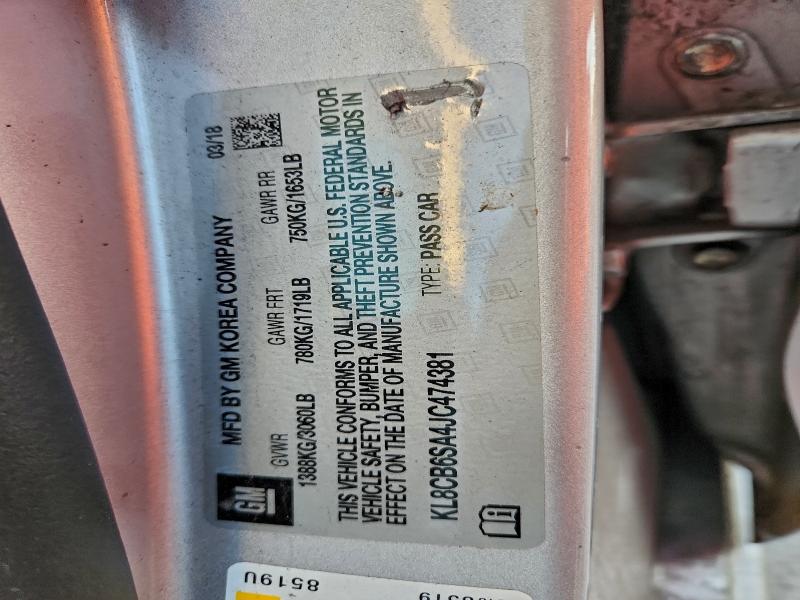 GM
MFD BY GM KOREA COMPANY 03/18
GVWR GAWR FRT GAWR RR
1388KG/3060LB 780KG/1719LB 750KG/1653LB
THIS VEHICLE CONFORMS TO ALL APPLICABLE U.S. FEDERAL MOTOR
VEHICLE SAFETY, BUMPER, AND THEFT PREVENTION STANDARDS IN
EFFECT ON THE DATE OF MANUFACTURE SHOWN ABOVE.
KL8CB6SA4JC474381 TYPE: PASS CAR
8519U